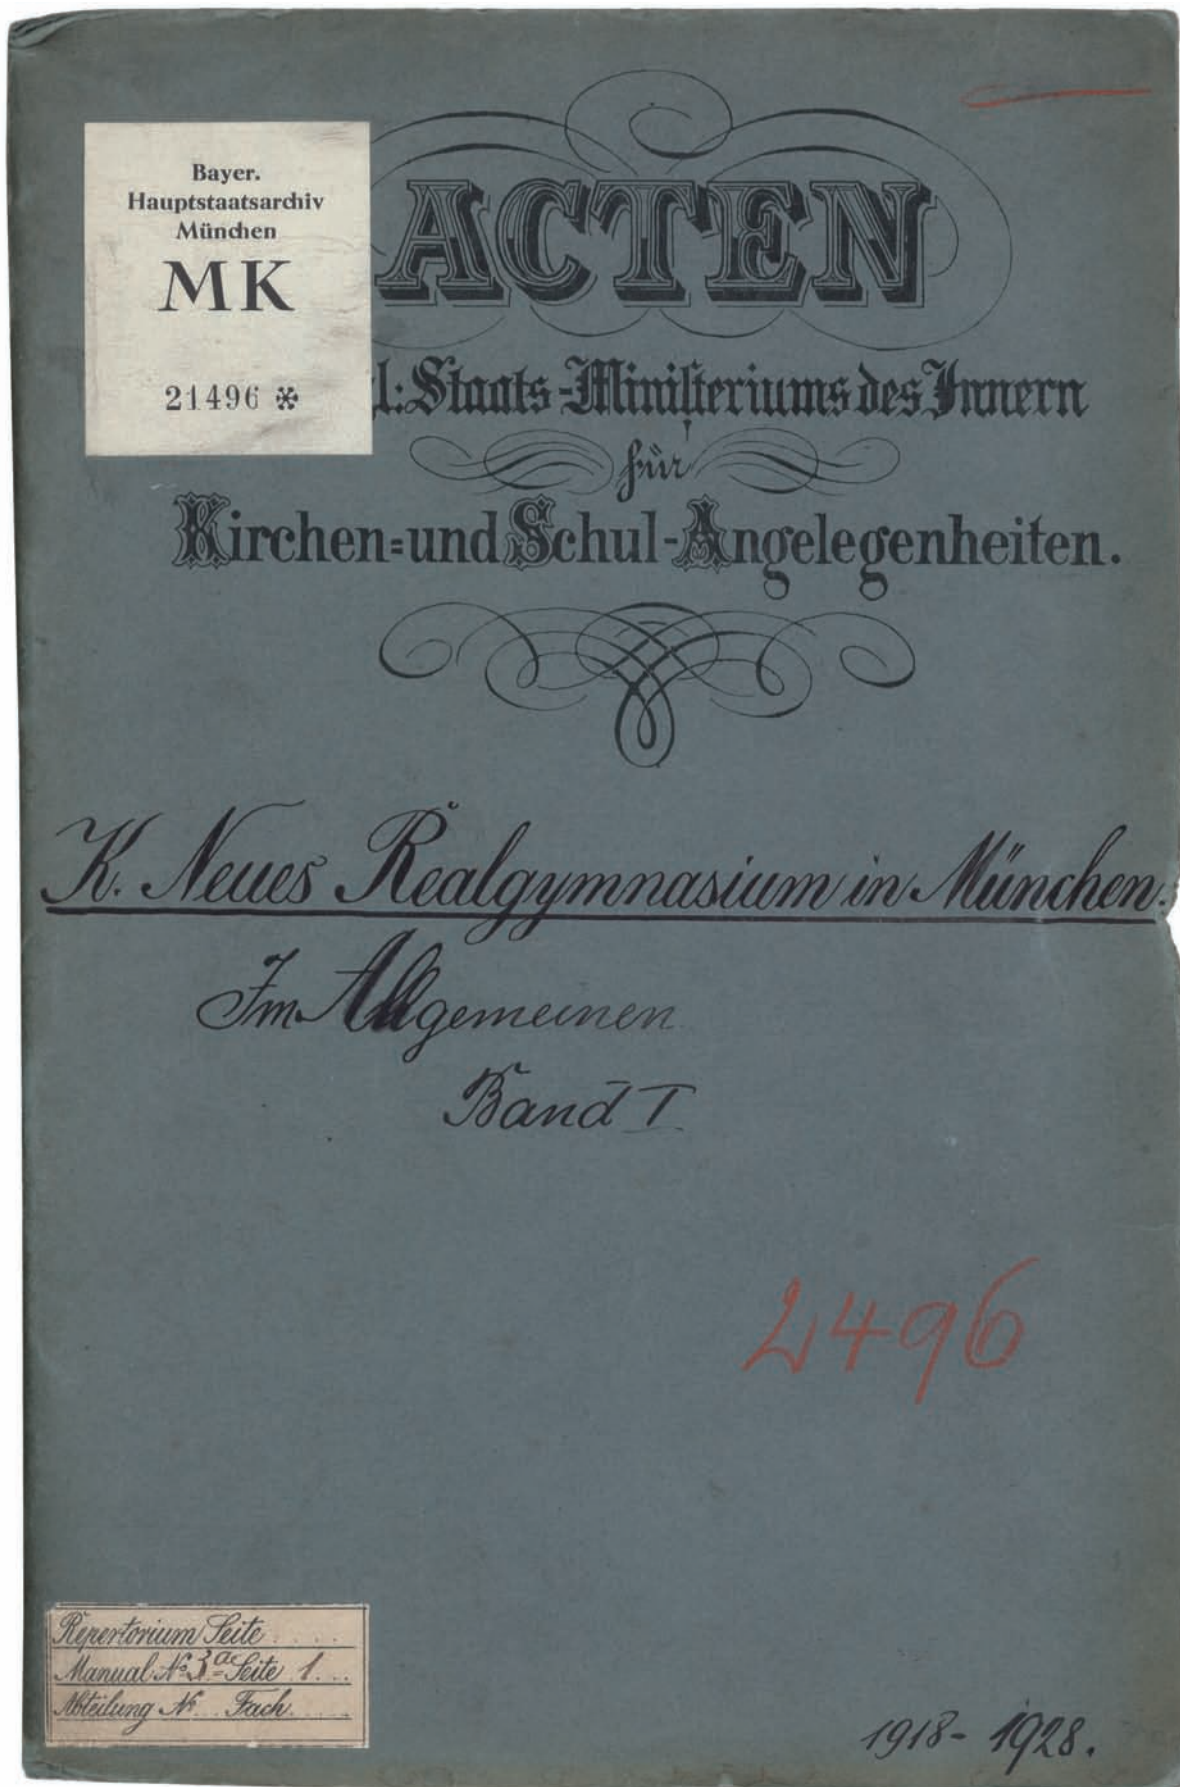 Bayer.
Hauptstaatsarchiv
München
MK
21496 ※
ACTEN
l: Staats-Ministeriums des Innern
für
Kirchen- und Schul-Angelegenheiten.
K. Neues Realgymnasium in München.
Im Allgemeinen
Band I
2496
Repertorium Seite . . . .
Manual No 3a Seite 1. . .
Abteilung No . . Fach . . . .
1918-1928.